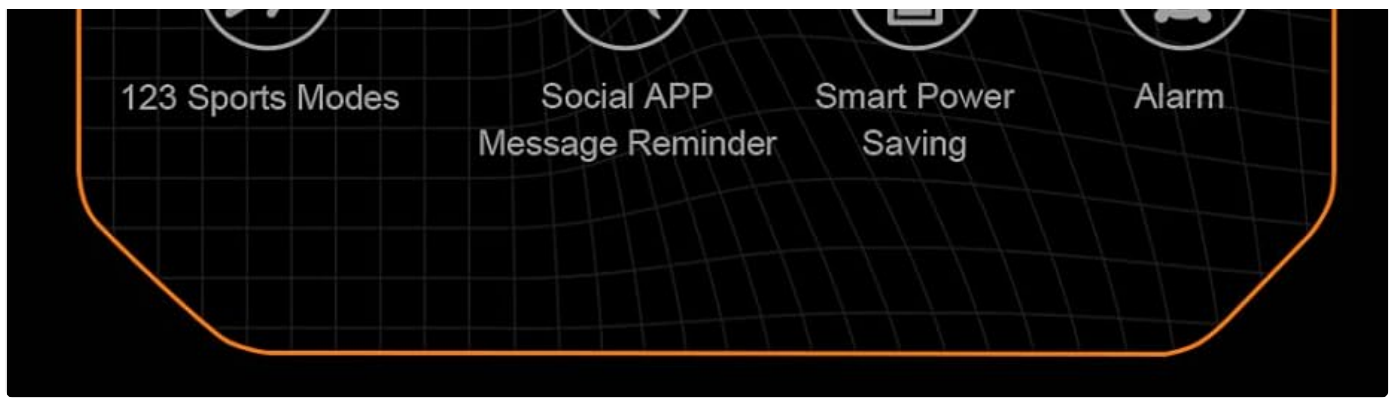 123 Sports Modes
Social APP
Message Reminder
Smart Power
Saving
Alarm